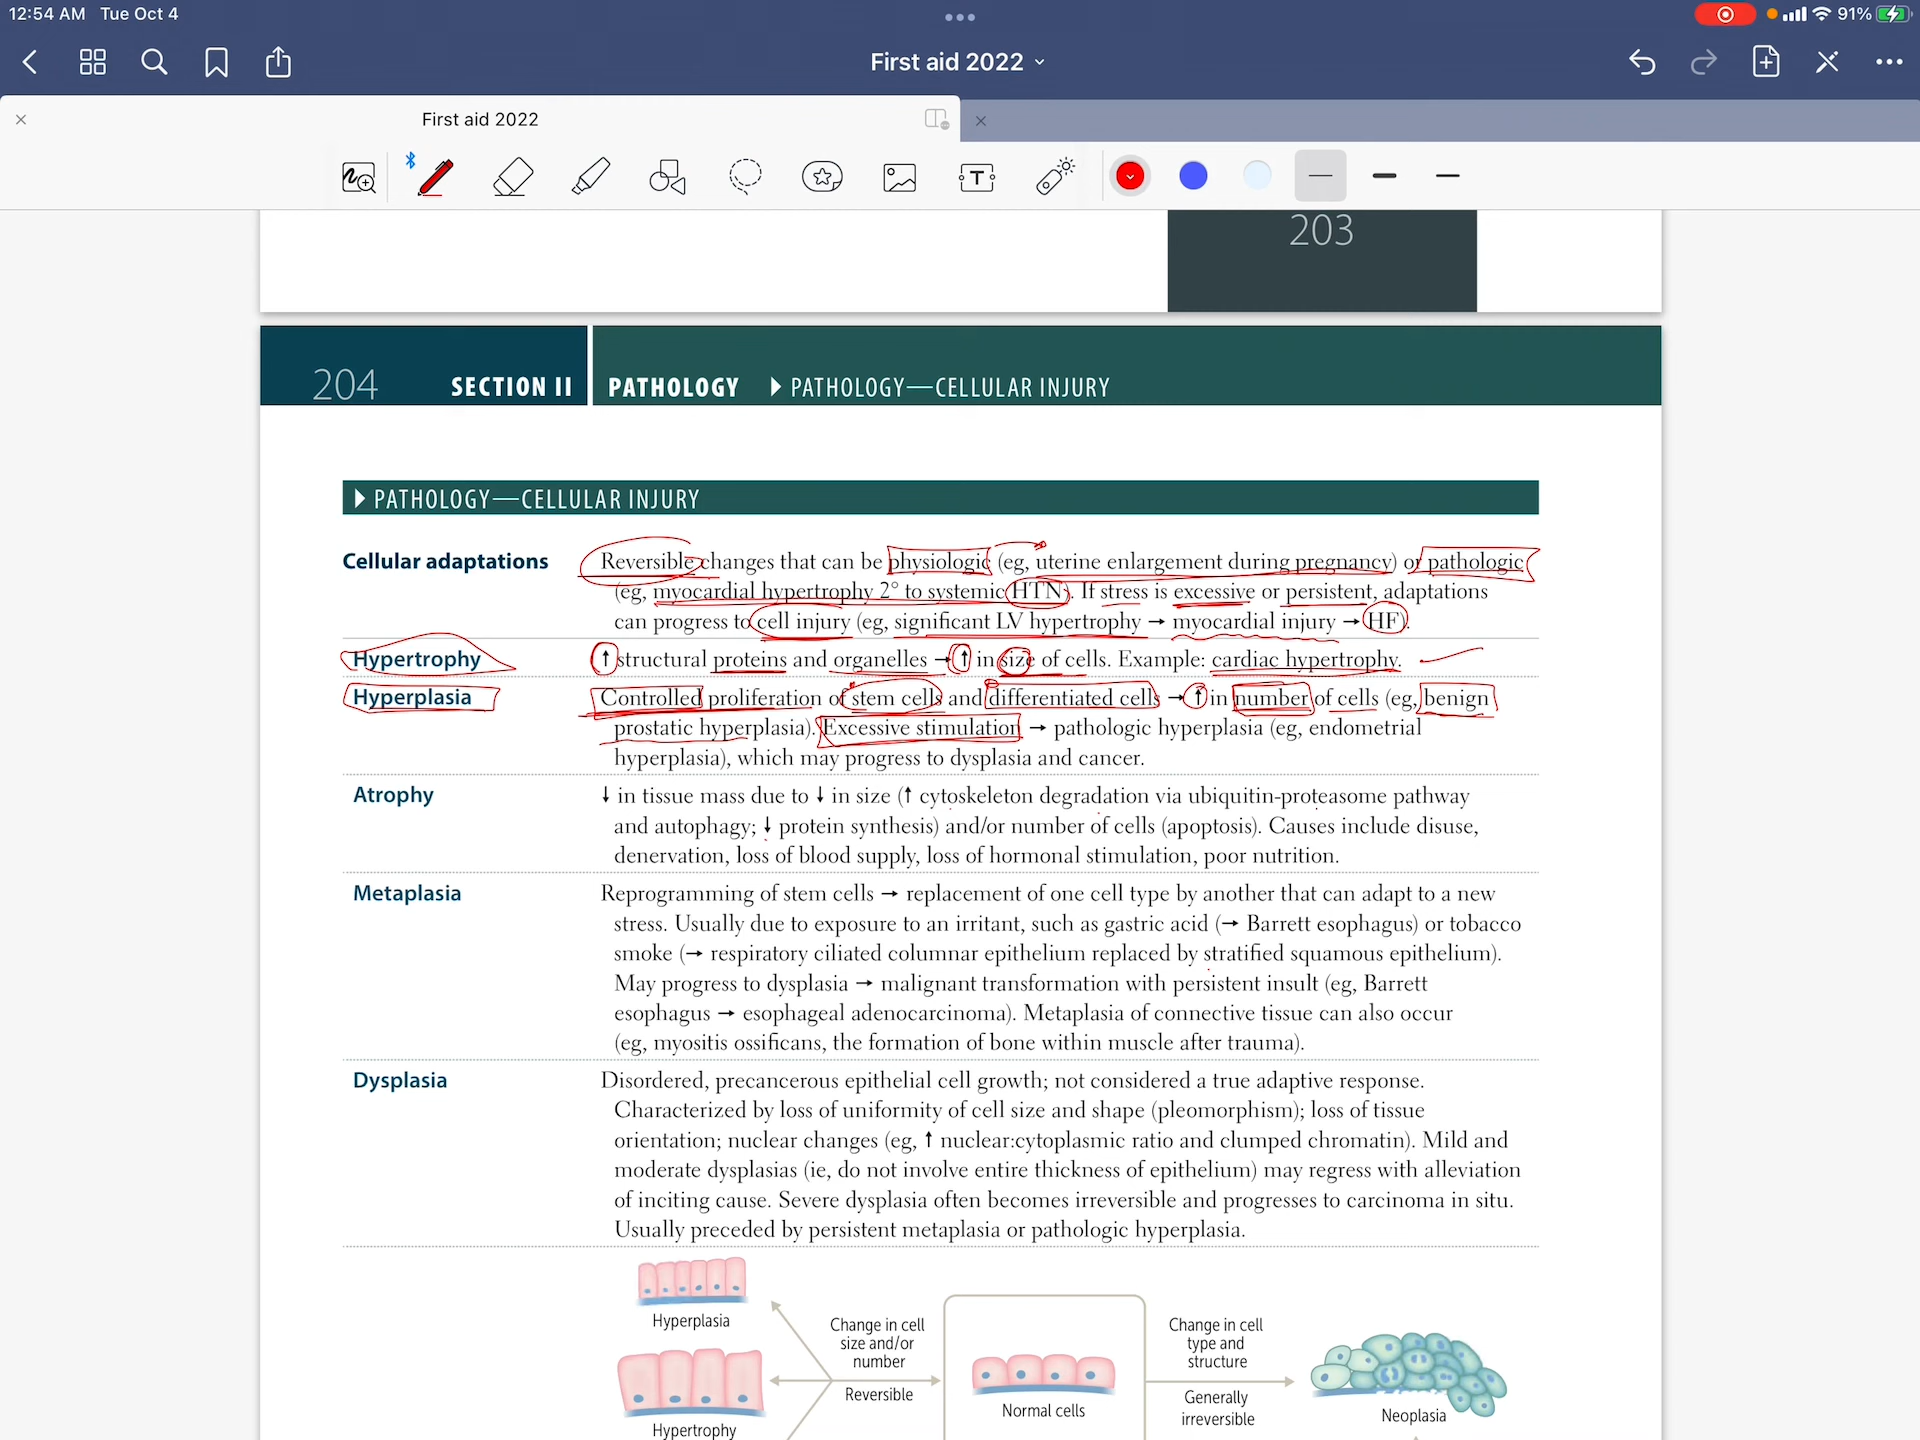 12:54 AM Tue Oct 4
91%
First aid 2022
First aid 2022
T
203
204 SECTION II PATHOLOGY ▶ PATHOLOGY—CELLULAR INJURY
▶ PATHOLOGY—CELLULAR INJURY
Cellular adaptations
Reversible changes that can be physiologic (eg, uterine enlargement during pregnancy) or pathologic
(eg, myocardial hypertrophy 2° to systemic HTN). If stress is excessive or persistent, adaptations
can progress to cell injury (eg, significant LV hypertrophy → myocardial injury → HF).
Hypertrophy
↑ structural proteins and organelles → ↑ in size of cells. Example: cardiac hypertrophy.
Hyperplasia
Controlled proliferation of stem cells and differentiated cells → ↑ in number of cells (eg, benign
prostatic hyperplasia). Excessive stimulation → pathologic hyperplasia (eg, endometrial
hyperplasia), which may progress to dysplasia and cancer.
Atrophy
↓ in tissue mass due to ↓ in size (↑ cytoskeleton degradation via ubiquitin-proteasome pathway
and autophagy; ↓ protein synthesis) and/or number of cells (apoptosis). Causes include disuse,
denervation, loss of blood supply, loss of hormonal stimulation, poor nutrition.
Metaplasia
Reprogramming of stem cells → replacement of one cell type by another that can adapt to a new
stress. Usually due to exposure to an irritant, such as gastric acid (→ Barrett esophagus) or tobacco
smoke (→ respiratory ciliated columnar epithelium replaced by stratified squamous epithelium).
May progress to dysplasia → malignant transformation with persistent insult (eg, Barrett
esophagus → esophageal adenocarcinoma). Metaplasia of connective tissue can also occur
(eg, myositis ossificans, the formation of bone within muscle after trauma).
Dysplasia
Disordered, precancerous epithelial cell growth; not considered a true adaptive response.
Characterized by loss of uniformity of cell size and shape (pleomorphism); loss of tissue
orientation; nuclear changes (eg, ↑ nuclear:cytoplasmic ratio and clumped chromatin). Mild and
moderate dysplasias (ie, do not involve entire thickness of epithelium) may regress with alleviation
of inciting cause. Severe dysplasia often becomes irreversible and progresses to carcinoma in situ.
Usually preceded by persistent metaplasia or pathologic hyperplasia.
Hyperplasia
Hypertrophy
Change in cell
size and/or
number
Reversible
Normal cells
Change in cell
type and
structure
Generally
irreversible
Neoplasia